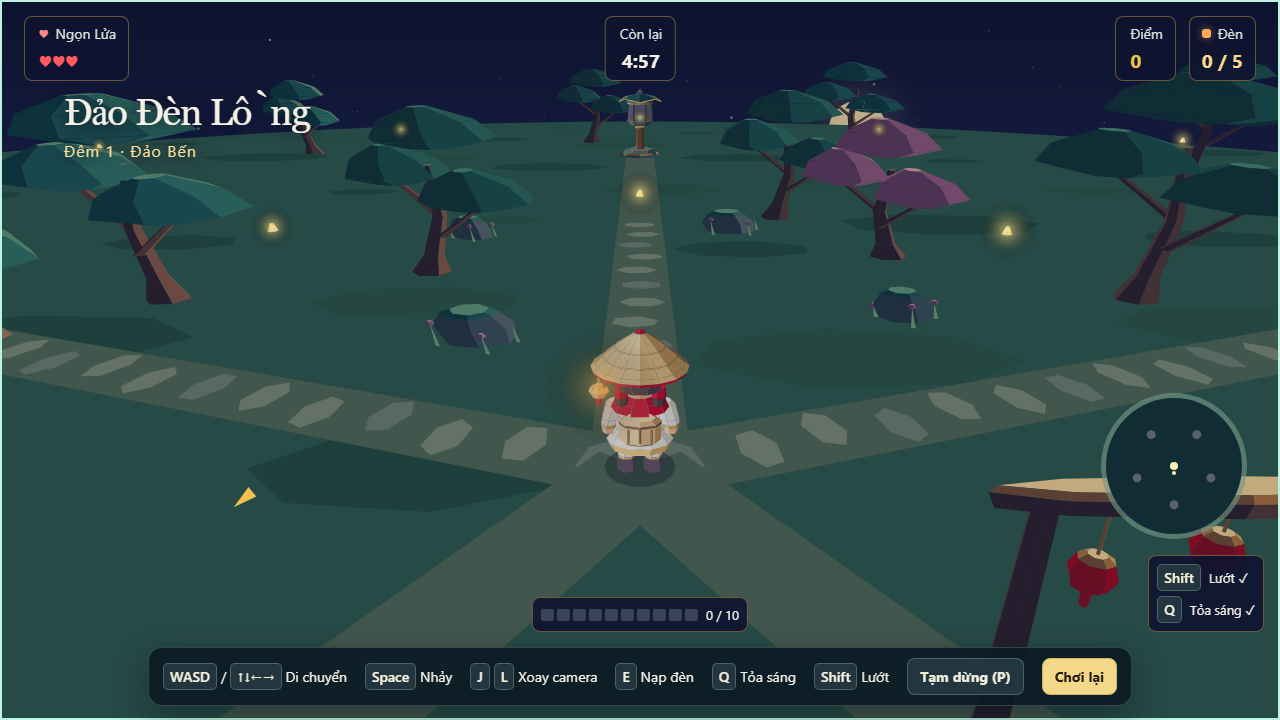 Ngọn Lửa
Còn lại
4:57
Điểm
0
Đèn
0 / 5
Đảo Đèn Lồng
Đêm 1 · Đảo Bến
Shift Lướt ✓
Q Tỏa sáng ✓
0 / 10
WASD / ↑↓←→ Di chuyển Space Nhảy J L Xoay camera E Nạp đèn Q Tỏa sáng Shift Lướt Tạm dừng (P) Chơi lại